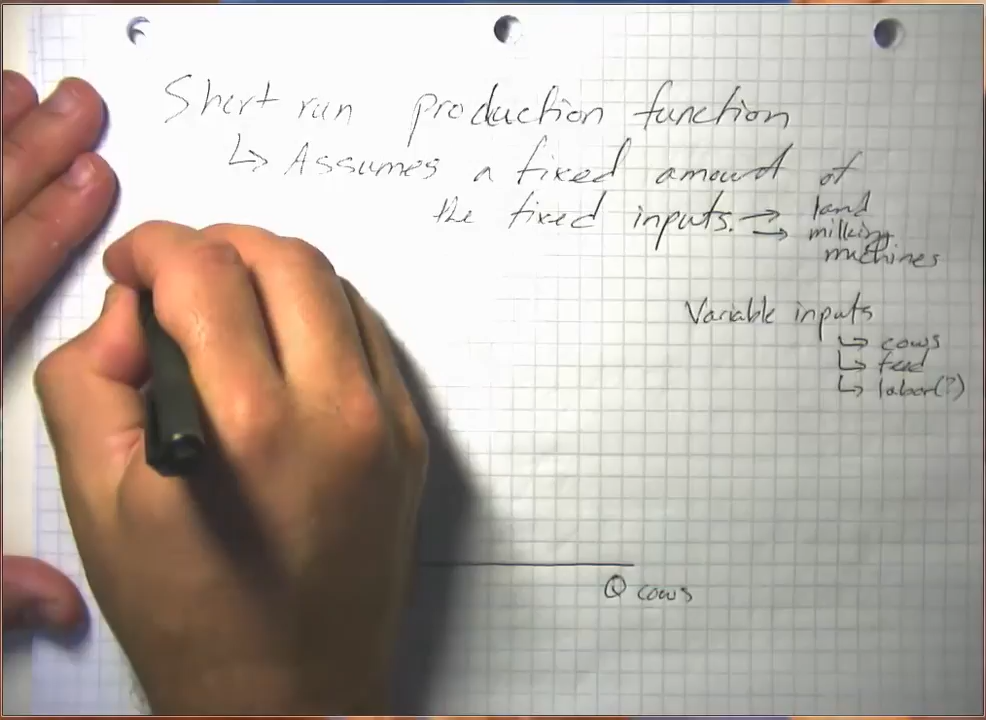 Short run production function
↳ Assumes a fixed amount of
the fixed inputs. → land
→ milking
machines
Variable inputs
↳ cows
↳ feed
↳ labor(?)
Q cows